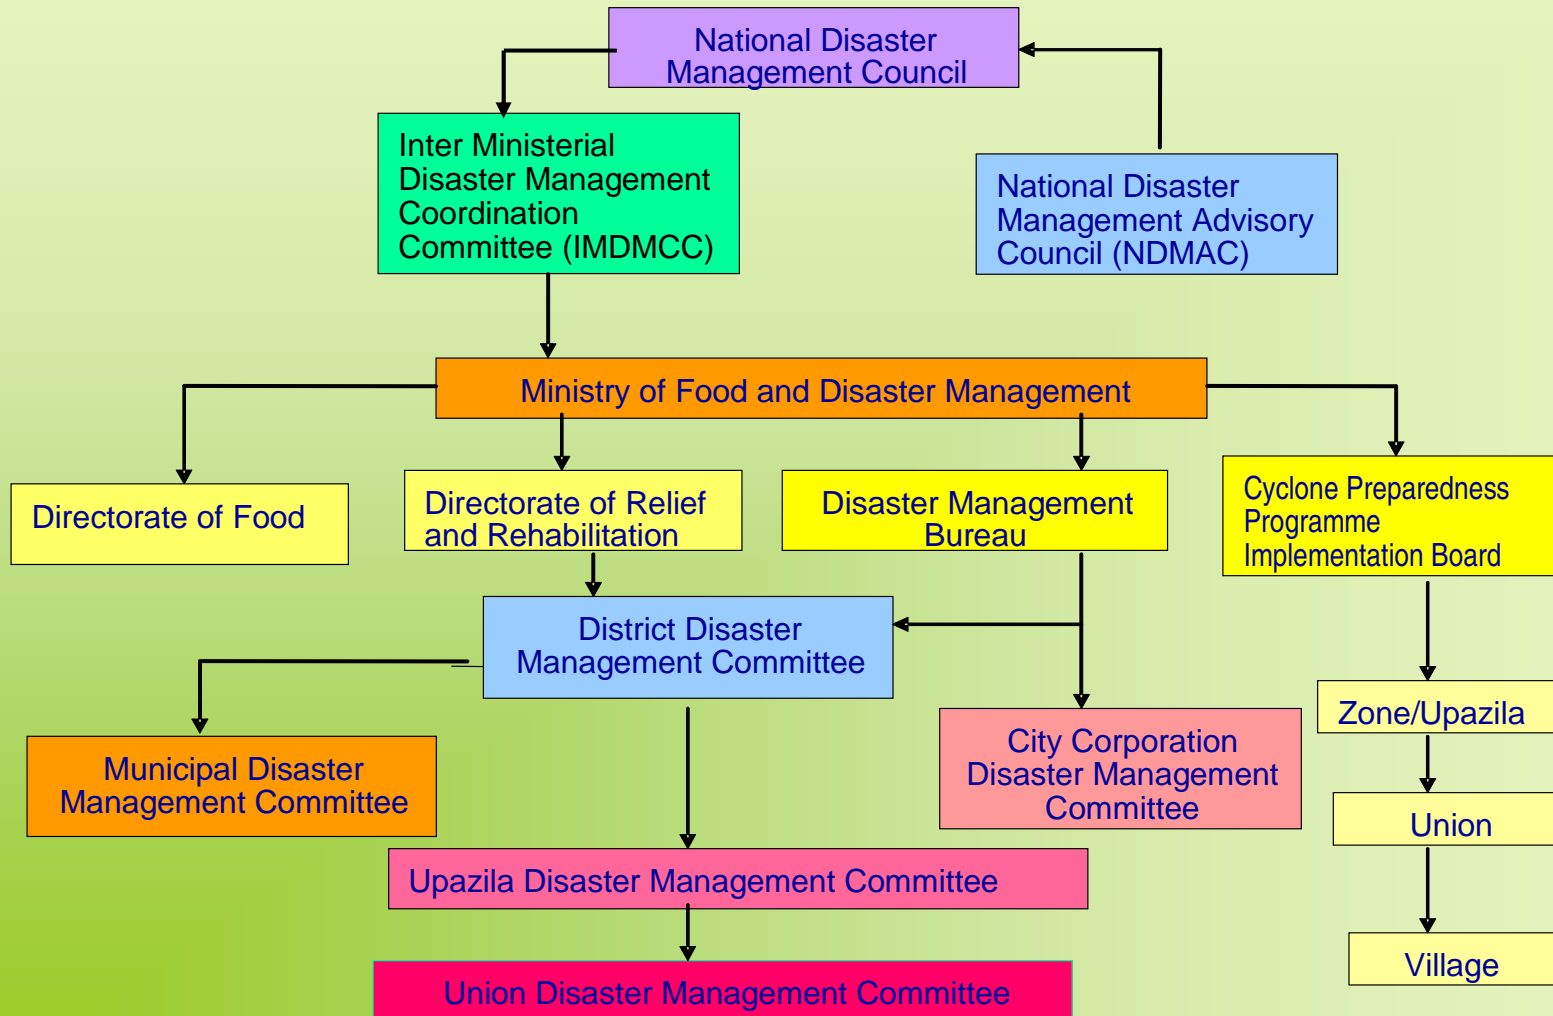 National Disaster
Management Council
Inter Ministerial
Disaster Management
Coordination
Committee (IMDMCC)
National Disaster
Management Advisory
Council (NDMAC)
Ministry of Food and Disaster Management
Directorate of Food
Directorate of Relief
and Rehabilitation
Disaster Management
Bureau
Cyclone Preparedness
Programme
Implementation Board
District Disaster
Management Committee
Zone/Upazila
Municipal Disaster
Management Committee
City Corporation
Disaster Management
Committee
Union
Upazila Disaster Management Committee
Village
Union Disaster Management Committee